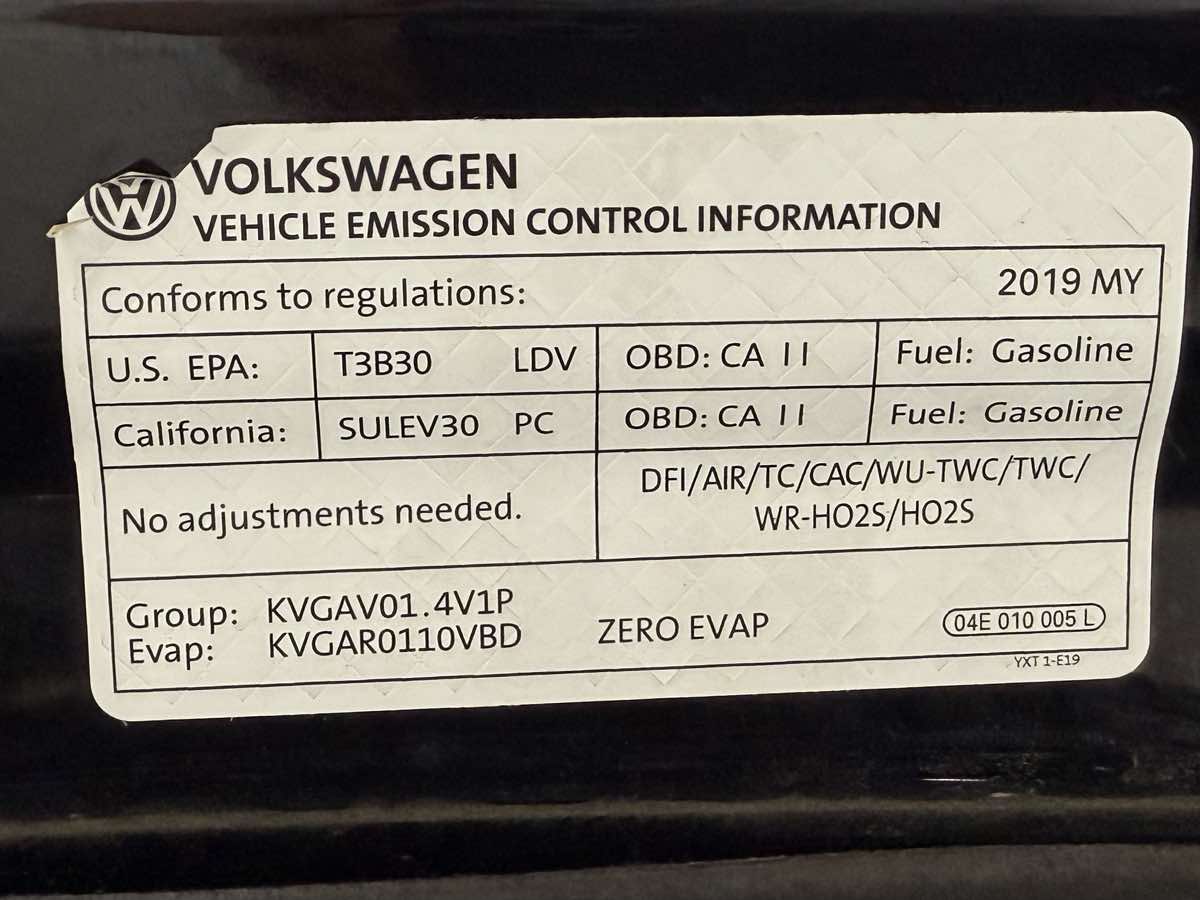 VOLKSWAGEN
VEHICLE EMISSION CONTROL INFORMATION
Conforms to regulations: 2019 MY
U.S. EPA: T3B30 LDV OBD: CA II Fuel: Gasoline
California: SULEV30 PC OBD: CA II Fuel: Gasoline
No adjustments needed.
DFI/AIR/TC/CAC/WU-TWC/TWC/
WR-HO2S/HO2S
Group: KVGAV01.4V1P
Evap: KVGAR0110VBD
ZERO EVAP
04E 010 005 L
YXT 1-E19